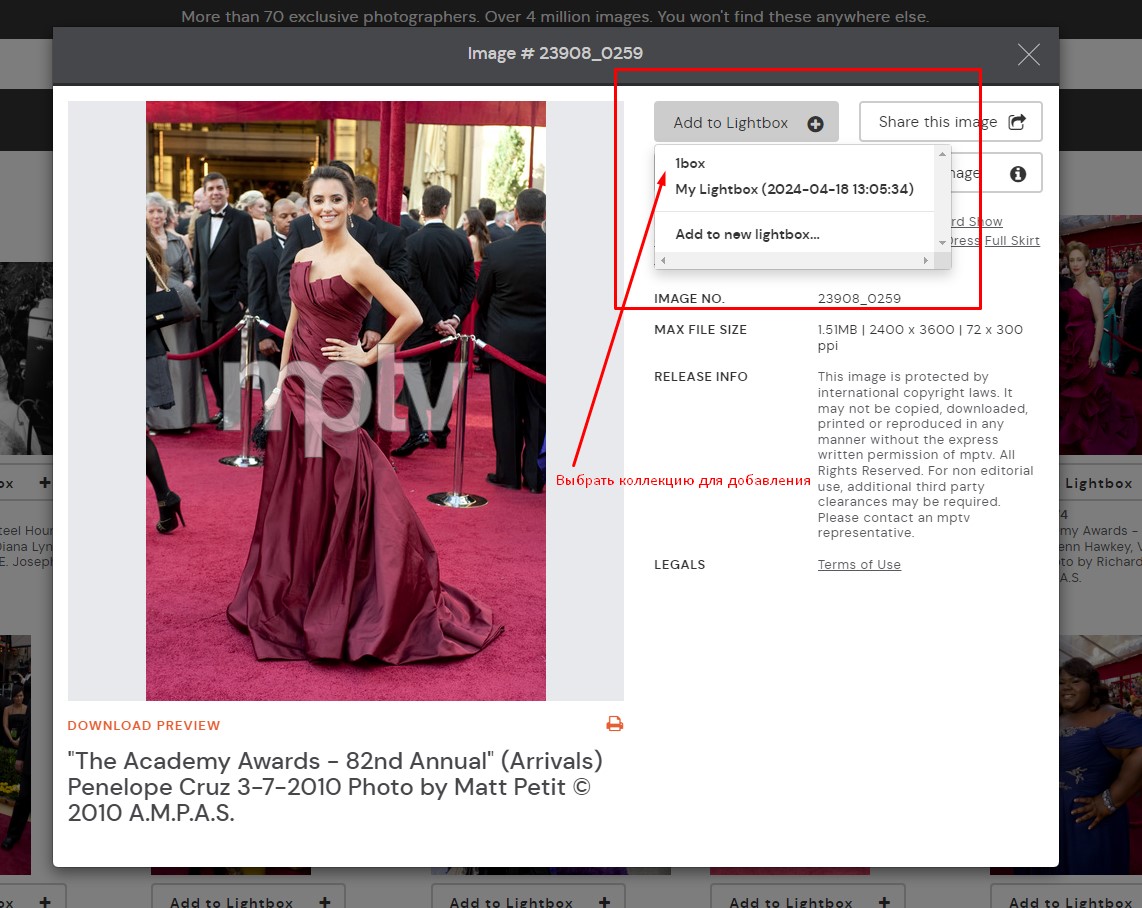 More than 70 exclusive photographers. Over 4 million images. You won't find these anywhere else.
Image # 23908_0259
Add to Lightbox
Share this image
1box
My Lightbox (2024-04-18 13:05:34)
Add to new lightbox...
mage
rd Show
Dress Full Skirt
IMAGE NO. 23908_0259
MAX FILE SIZE 1.51MB | 2400 x 3600 | 72 x 300
ppi
RELEASE INFO This image is protected by
international copyright laws. It
may not be copied, downloaded,
printed or reproduced in any
manner without the express
written permission of mptv. All
Rights Reserved. For non editorial
use, additional third party
clearances may be required.
Please contact an mptv
representative.
LEGALS Terms of Use
Выбрать коллекцию для добавления
mptv
DOWNLOAD PREVIEW
"The Academy Awards - 82nd Annual" (Arrivals)
Penelope Cruz 3-7-2010 Photo by Matt Petit ©
2010 A.M.P.A.S.
ox +
teel Hour
Diana Lyn
E. Joseph
Lightbox
74
my Awards -
enn Hawkey, V
to by Richard
A.S.
ox +
Add to Lightbox +
Add to Lightbox +
Add to Lightbox +
Add to Lightbox +